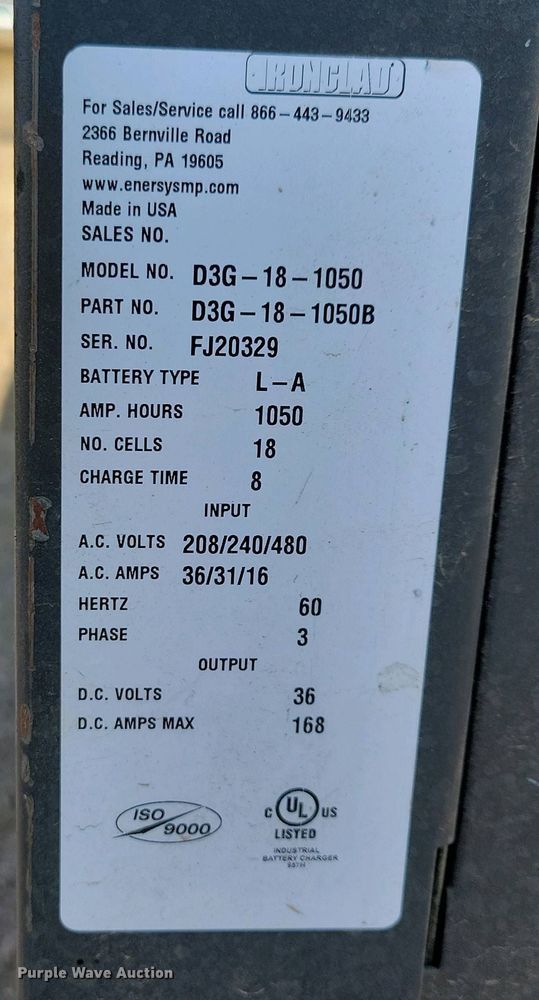 IRONCLAD
For Sales/Service call 866-443-9433
2366 Bernville Road
Reading, PA 19605
www.enersysmp.com
Made in USA
SALES NO.
MODEL NO. D3G-18-1050
PART NO. D3G-18-1050B
SER. NO. FJ20329
BATTERY TYPE L-A
AMP. HOURS 1050
NO. CELLS 18
CHARGE TIME 8
INPUT
A.C. VOLTS 208/240/480
A.C. AMPS 36/31/16
HERTZ 60
PHASE 3
OUTPUT
D.C. VOLTS 36
D.C. AMPS MAX 168
ISO 9000
C UL US
LISTED
INDUSTRIAL
BATTERY CHARGER
Purple Wave Auction